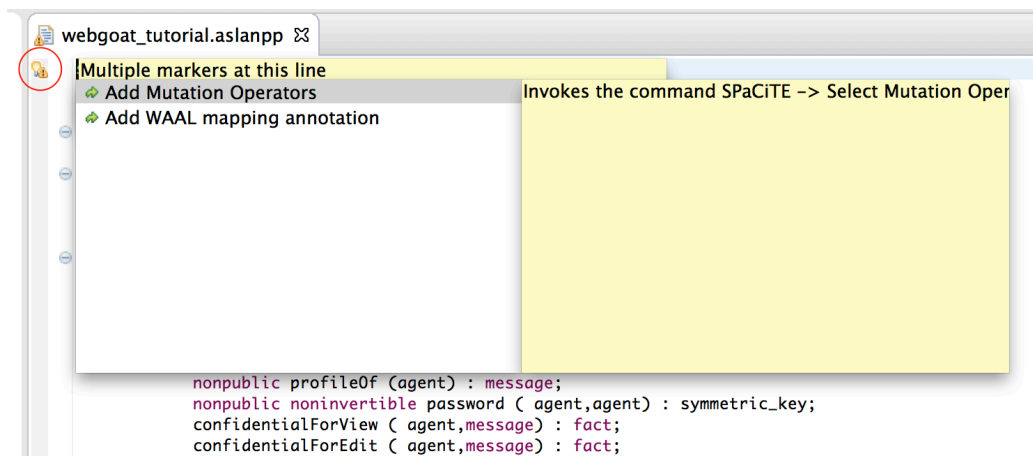 webgoat_tutorial.aslanpp
Multiple markers at this line
Add Mutation Operators
Invokes the command SPaCiTE -> Select Mutation Oper
Add WAAL mapping annotation
nonpublic profileOf (agent) : message;
nonpublic noninvertible password ( agent,agent) : symmetric_key;
confidentialForView ( agent,message) : fact;
confidentialForEdit ( agent,message) : fact;